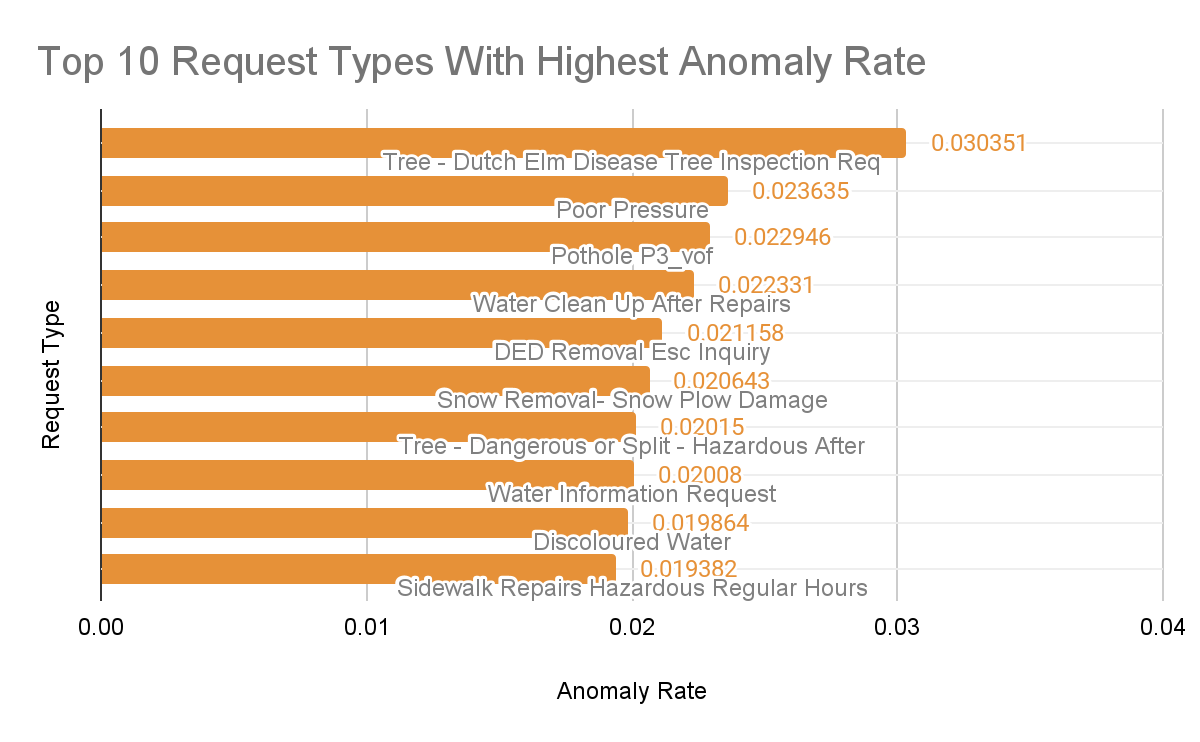 Top 10 Request Types With Highest Anomaly Rate
Request Type
0.030351
Tree - Dutch Elm Disease Tree Inspection Req
0.023635
Poor Pressure
0.022946
Pothole P3_vof
0.022331
Water Clean Up After Repairs
0.021158
DED Removal Esc Inquiry
0.020643
Snow Removal- Snow Plow Damage
0.02015
Tree - Dangerous or Split - Hazardous After
0.02008
Water Information Request
0.019864
Discoloured Water
0.019382
Sidewalk Repairs Hazardous Regular Hours
0.00 0.01 0.02 0.03 0.04
Anomaly Rate